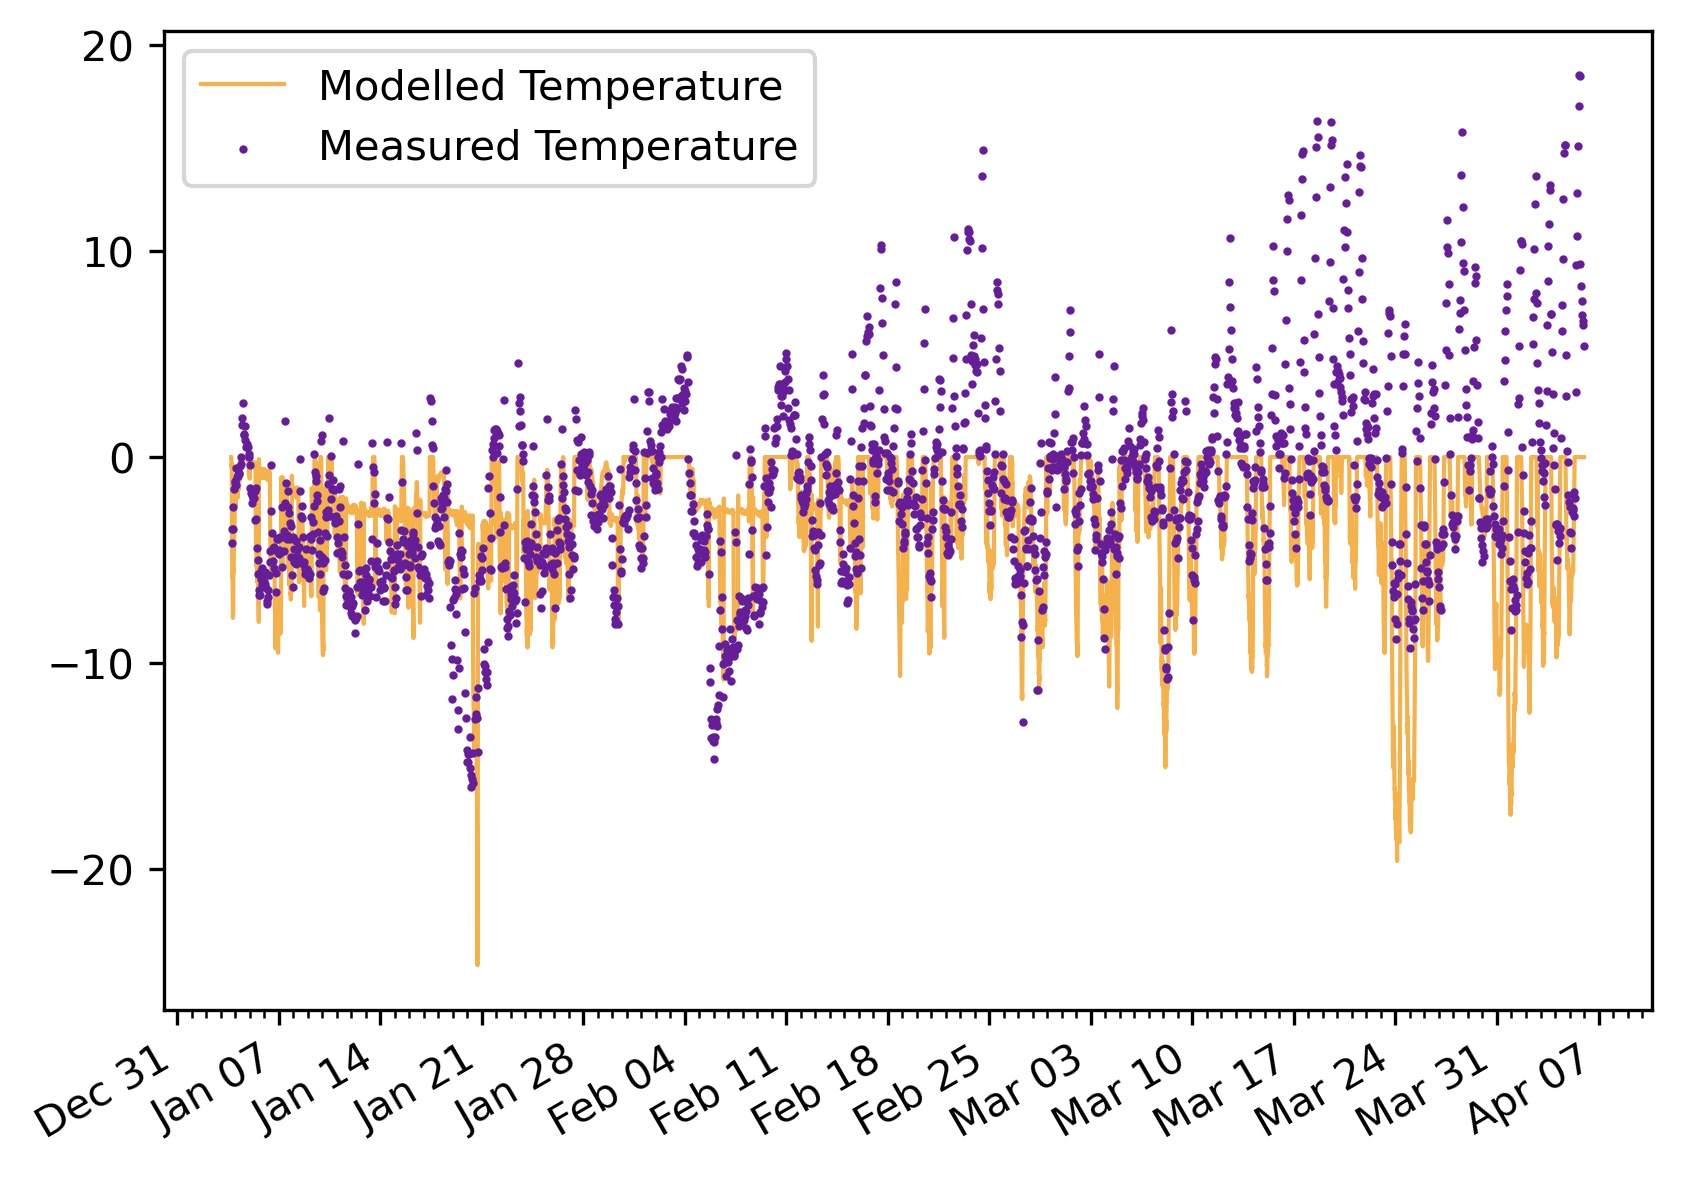 20
10
0
−10
−20
Modelled Temperature
Measured Temperature
Dec 31
Jan 07
Jan 14
Jan 21
Jan 28
Feb 04
Feb 11
Feb 18
Feb 25
Mar 03
Mar 10
Mar 17
Mar 24
Mar 31
Apr 07